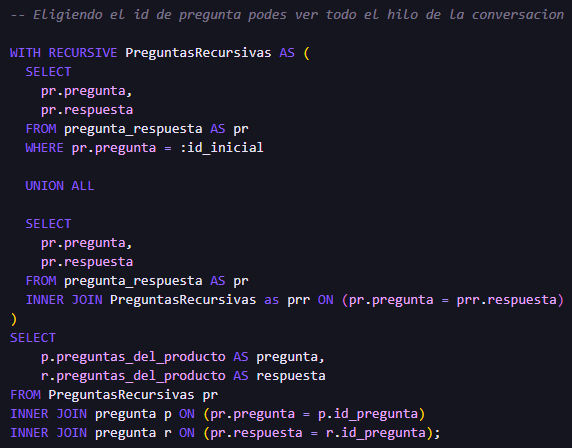 -- Eligiendo el id de pregunta podes ver todo el hilo de la conversacion
WITH RECURSIVE PreguntasRecursivas AS (
SELECT
pr.pregunta,
pr.respuesta
FROM pregunta_respuesta AS pr
WHERE pr.pregunta = :id_inicial
UNION ALL
SELECT
pr.pregunta,
pr.respuesta
FROM pregunta_respuesta AS pr
INNER JOIN PreguntasRecursivas as prr ON (pr.pregunta = prr.respuesta)
)
SELECT
p.preguntas_del_producto AS pregunta,
r.preguntas_del_producto AS respuesta
FROM PreguntasRecursivas pr
INNER JOIN pregunta p ON (pr.pregunta = p.id_pregunta)
INNER JOIN pregunta r ON (pr.respuesta = r.id_pregunta);